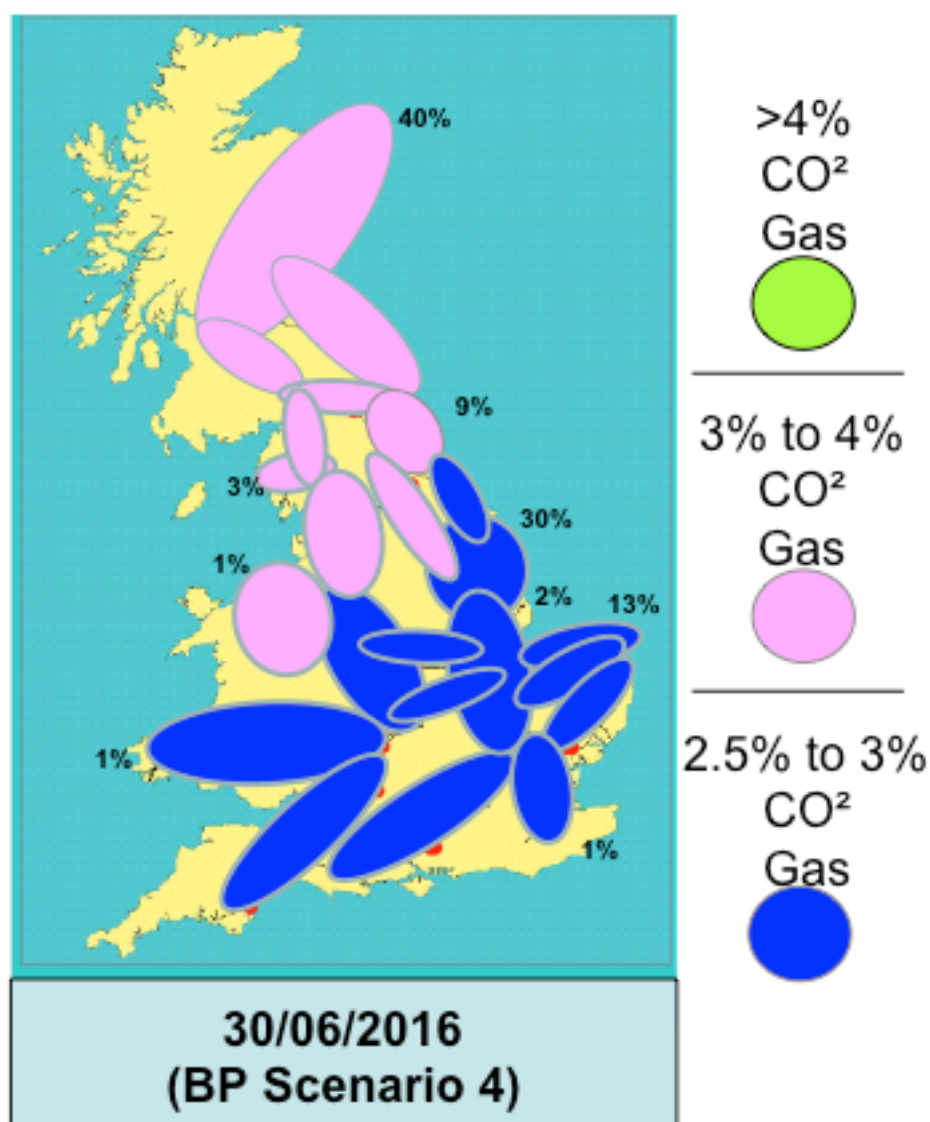 40%
9%
3%
30%
1%
2%
13%
1%
1%
30/06/2016
(BP Scenario 4)
>4%
CO²
Gas
3% to 4%
CO²
Gas
2.5% to 3%
CO²
Gas